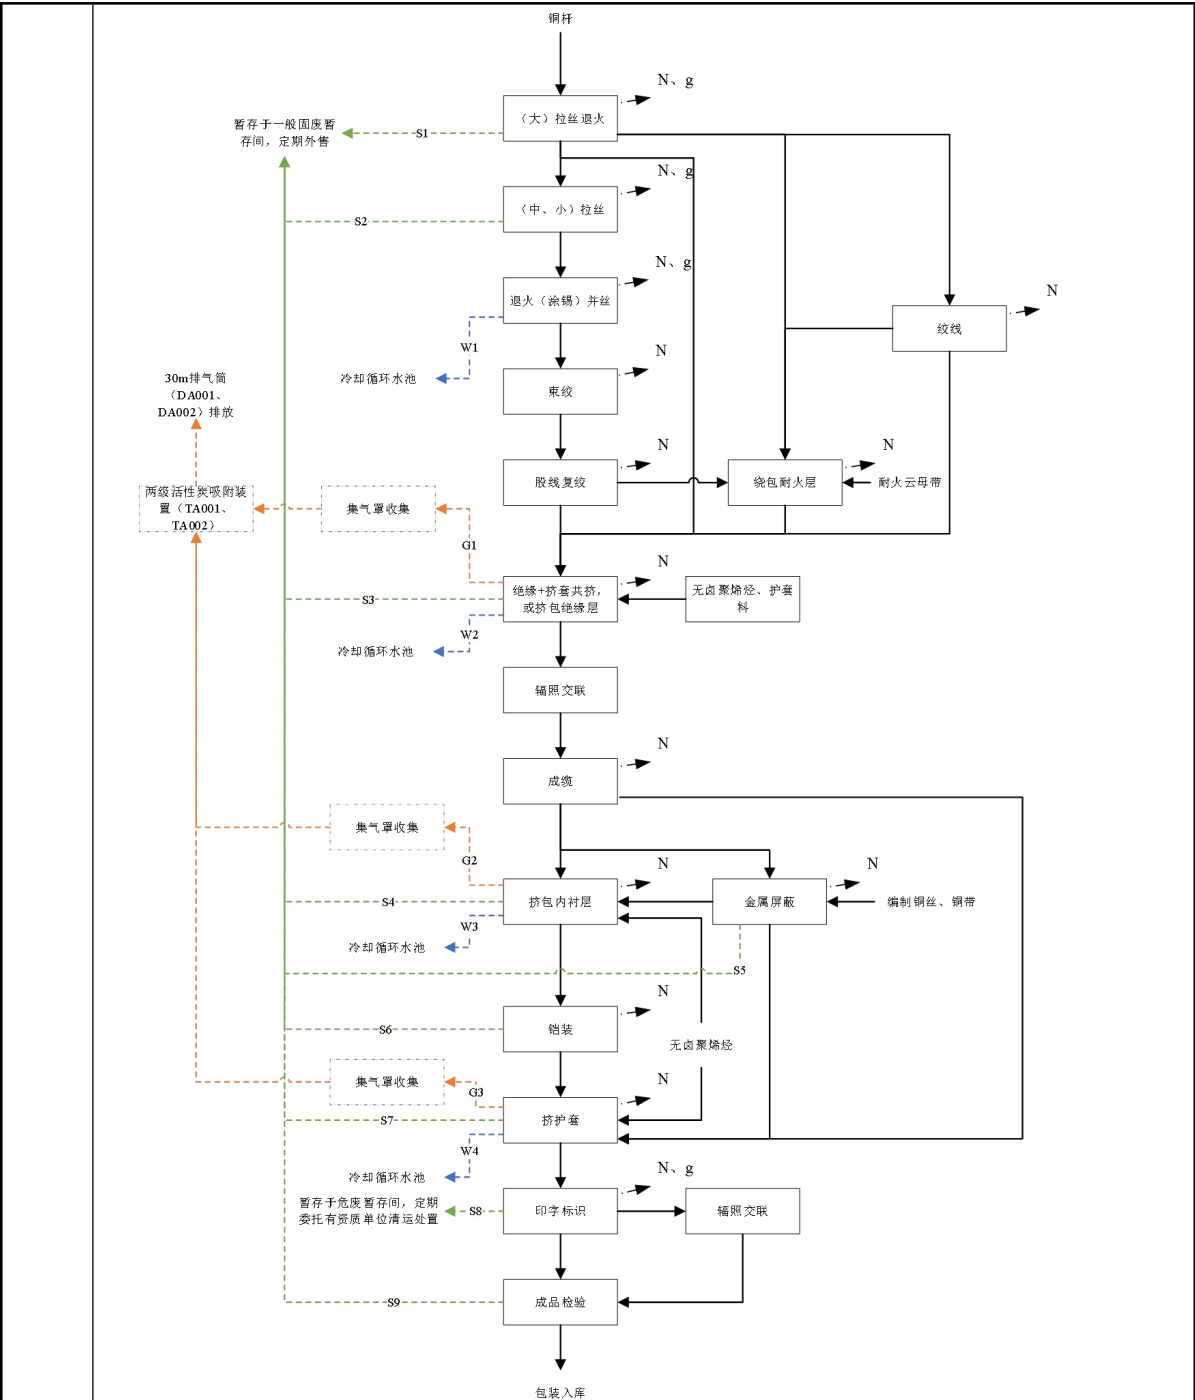 铜杆
N、g
（大）拉丝退火
暂存于一般固废暂
存间，定期外售
S1
N、g
（中、小）拉丝
S2
N、g
退火（涂锡）并丝
N
绞线
W1
冷却循环水池
N
束绞
30m排气筒
（DA001、
DA002）排放
N
股线复绞
N
绕包耐火层
耐火云母带
两级活性炭吸附装
置（TA001、
TA002）
集气罩收集
G1
N
绝缘+挤套共挤，
或挤包绝缘层
无卤聚烯烃、护套
料
S3
W2
冷却循环水池
辐照交联
N
成缆
集气罩收集
G2
N
挤包内衬层
N
金属屏蔽
编制铜丝、铜带
S4
W3
冷却循环水池
S5
N
铠装
S6
无卤聚烯烃
集气罩收集
G3
N
挤护套
S7
W4
冷却循环水池
N、g
印字标识
辐照交联
暂存于危废暂存间，定期
委托有资质单位清运处置
S8
成品检验
S9
包装入库